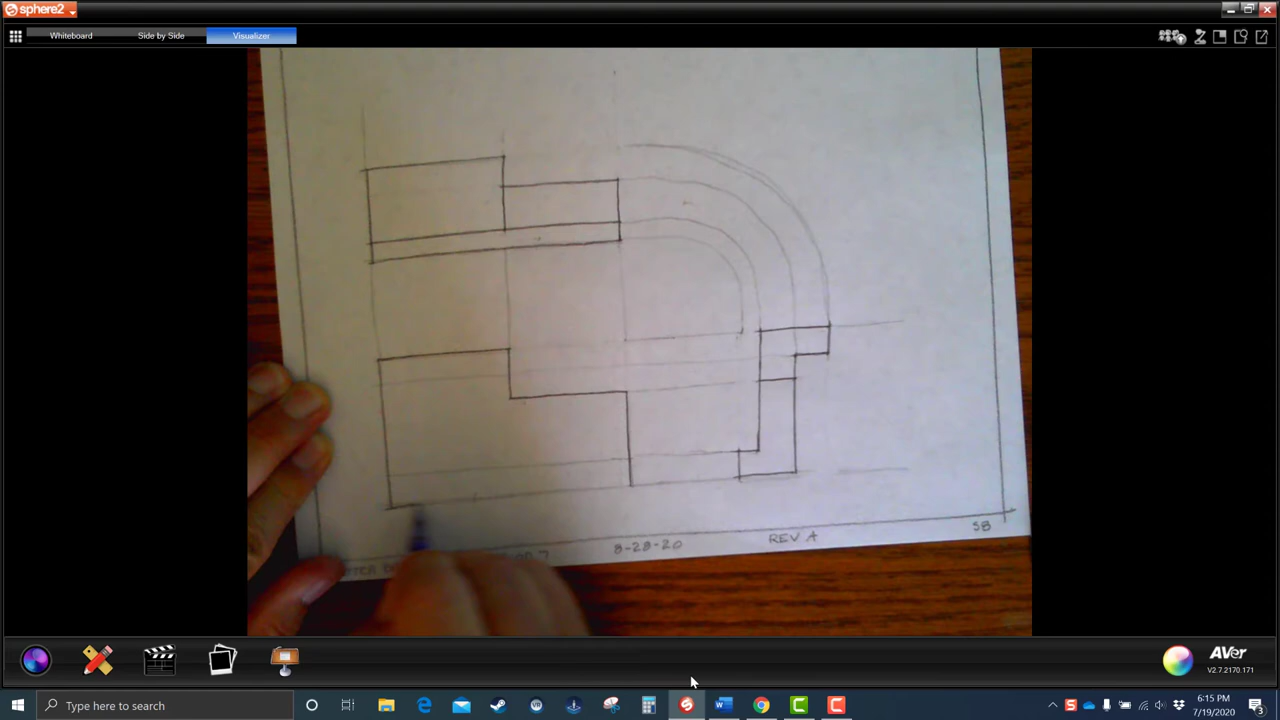 sphere2
Whiteboard
Side by Side
Visualizer
8-28-20
REV A
SB
AVer
V2.7.2170.171
Type here to search
6:15 PM
7/19/2020
3